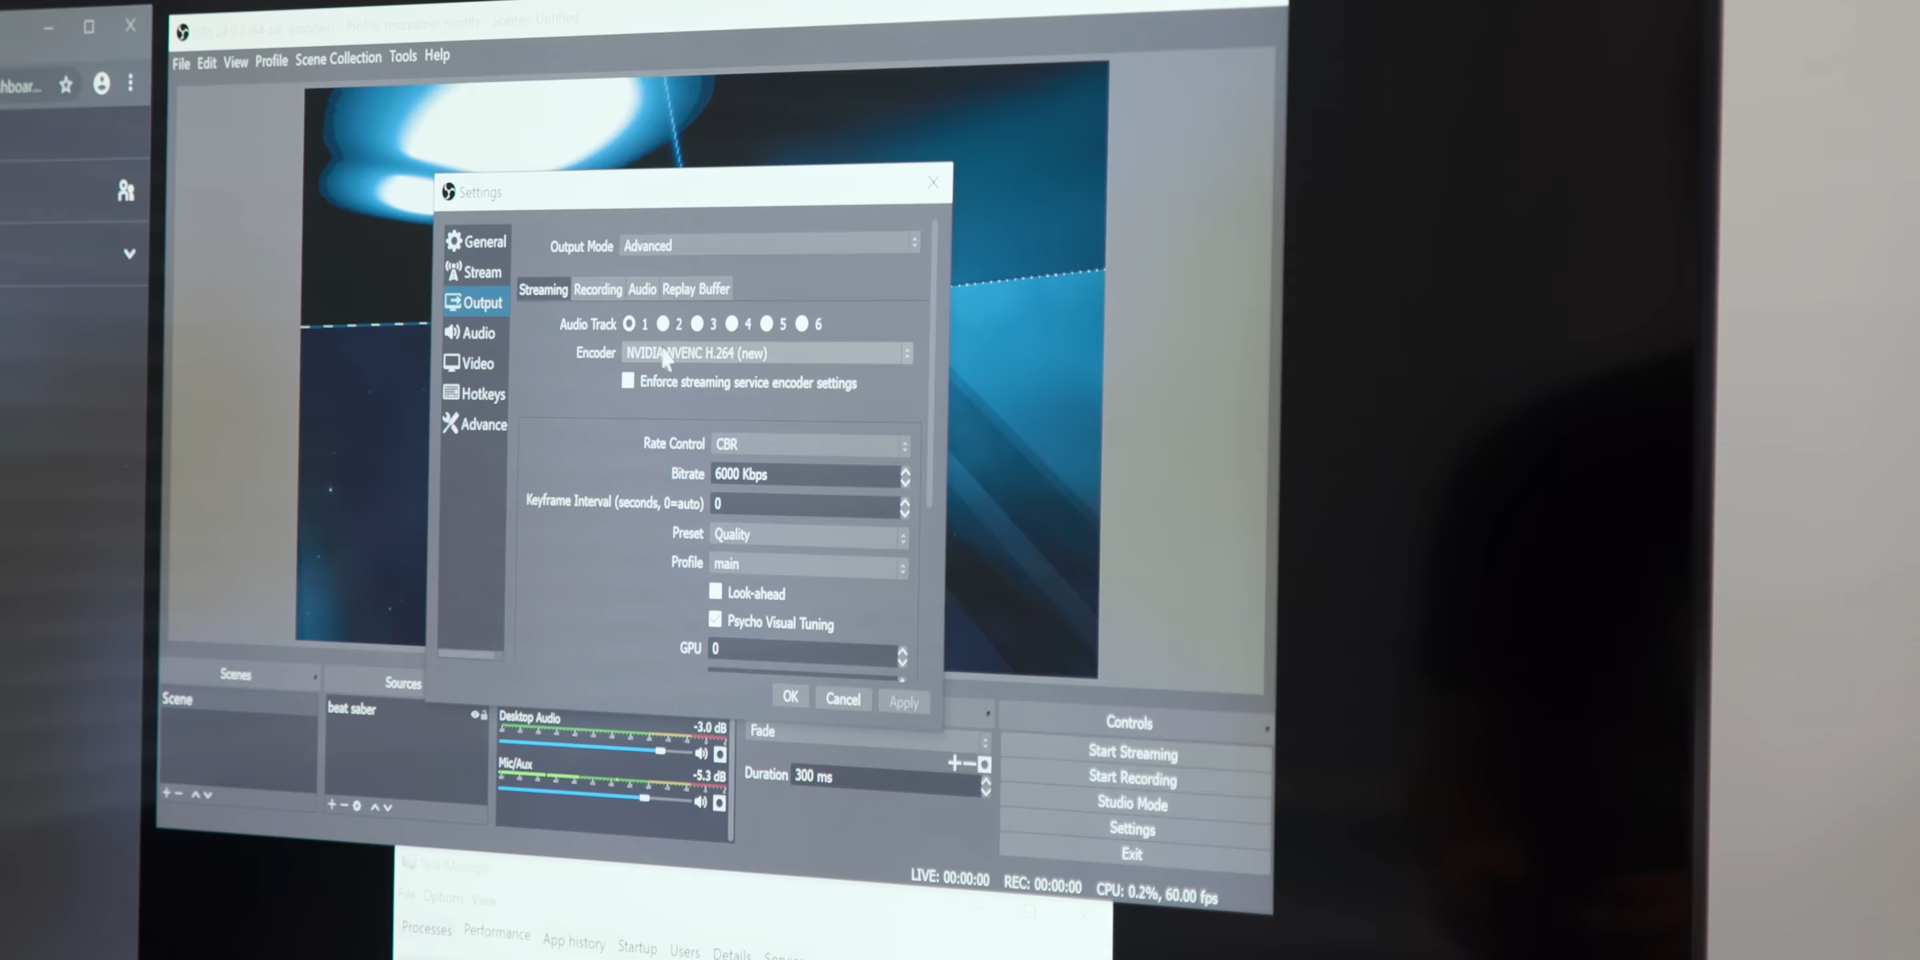 hboar...
File Edit View Profile Scene Collection Tools Help
Settings
General
Stream
Output
Audio
Video
Hotkeys
Advance
Output Mode Advanced
Streaming Recording Audio Replay Buffer
Audio Track 1 2 3 4 5 6
Encoder NVIDIA NVENC H.264 (new)
Enforce streaming service encoder settings
Rate Control CBR
Bitrate 6000 Kbps
Keyframe Interval (seconds, 0=auto) 0
Preset Quality
Profile main
Look-ahead
Psycho Visual Tuning
GPU 0
OK Cancel Apply
Scenes
Scene
Sources
beat saber
Desktop Audio -3.0 dB
Mic/Aux -5.3 dB
Fade
Duration 300 ms
Controls
Start Streaming
Start Recording
Studio Mode
Settings
Exit
LIVE: 00:00:00 REC: 00:00:00 CPU: 0.2%, 60.00 fps
Task Manager
File Options View
Processes Performance App history Startup Users Details